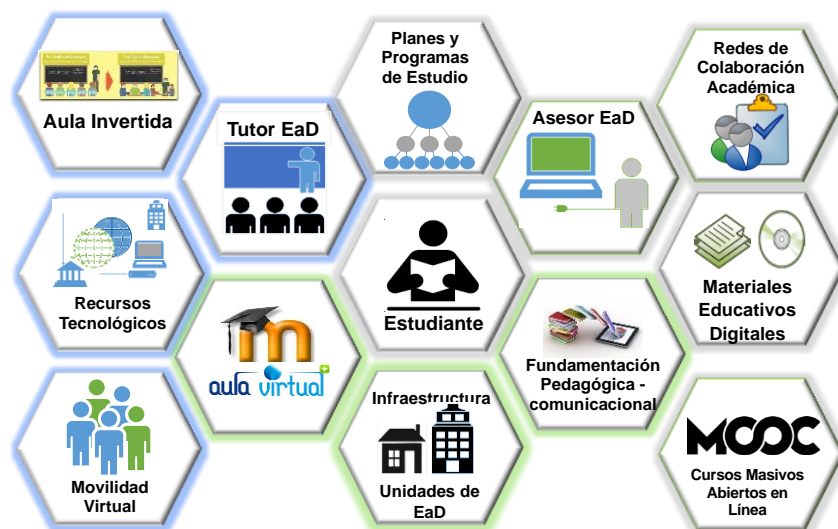 Aula Invertida
Tutor EaD
Planes y
Programas
de Estudio
Asesor EaD
Redes de
Colaboración
Académica
Recursos
Tecnológicos
m
aula virtual
Estudiante
Fundamentación
Pedagógica -
comunicacional
Materiales
Educativos
Digitales
Movilidad
Virtual
Infraestructura
Unidades de
EaD
MOOC
Cursos Masivos
Abiertos en
Línea